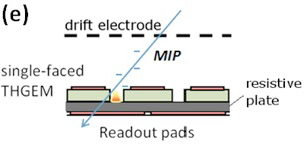 (e)
drift electrode
MIP
single-faced
THGEM
resistive
plate
Readout pads